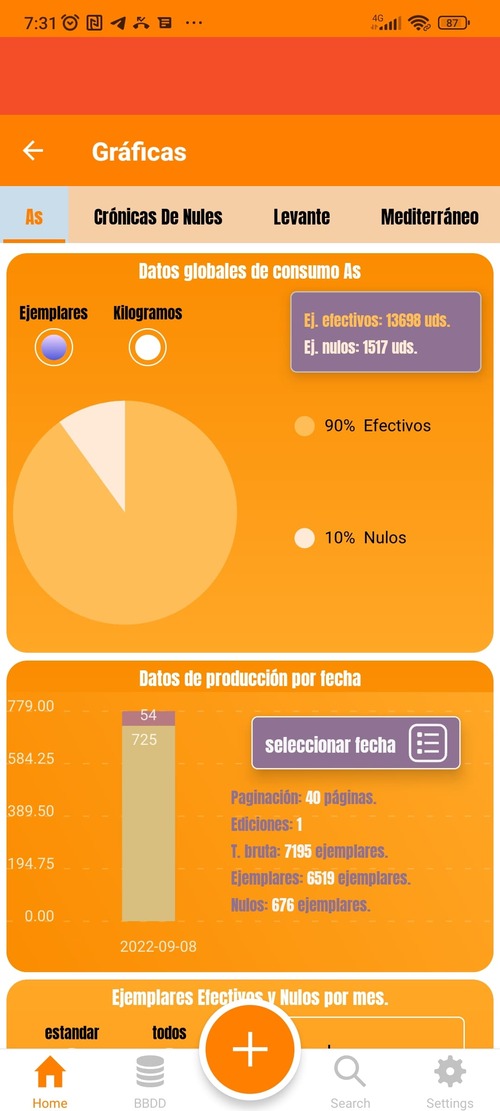 7:31
4G
87
Gráficas
As
Crónicas De Nules
Levante
Mediterráneo
Datos globales de consumo As
Ejemplares
Kilogramos
Ej. efectivos: 13698 uds.
Ej. nulos: 1517 uds.
90% Efectivos
10% Nulos
Datos de producción por fecha
779.00
584.25
389.50
194.75
0.00
54
725
2022-09-08
seleccionar fecha
Paginación: 40 páginas.
Ediciones: 1
T. bruta: 7195 ejemplares.
Ejemplares: 6519 ejemplares.
Nulos: 676 ejemplares.
Ejemplares Efectivos y Nulos por mes.
estandar
todos
Home
BBDD
Search
Settings